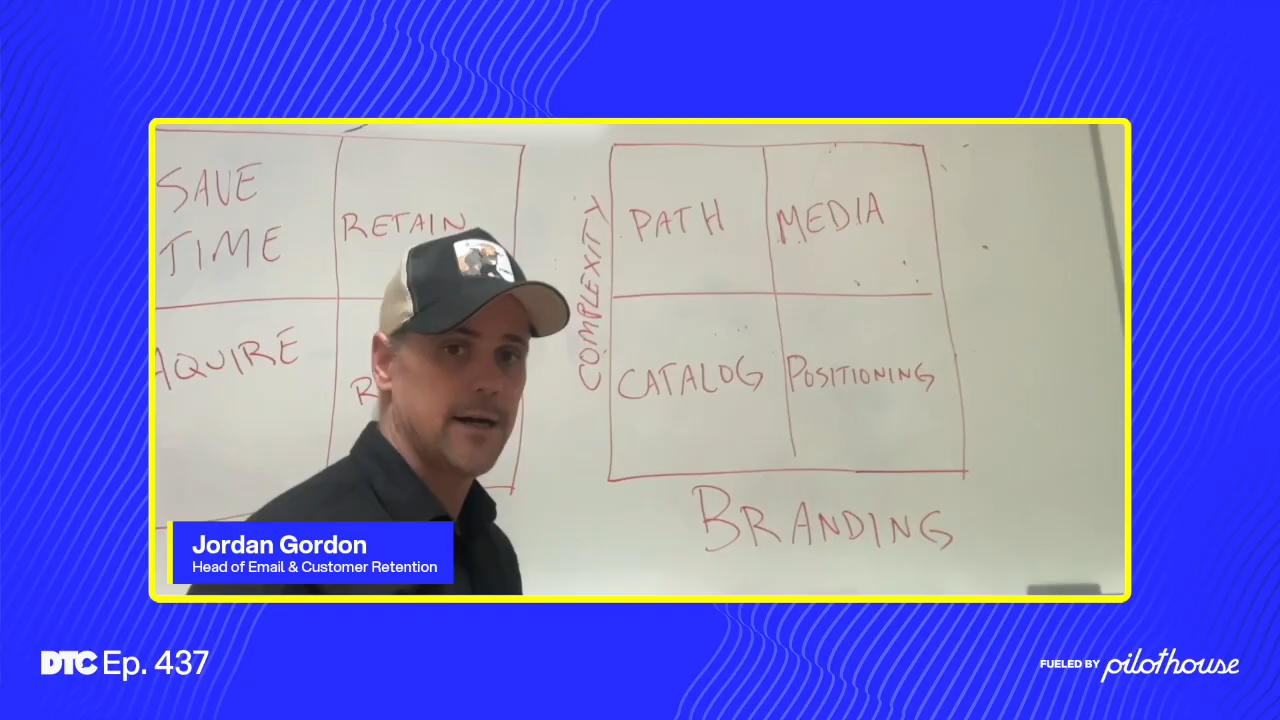 SAVE
TIME
RETAIN
AQUIRE
COMPLEXITY
PATH
MEDIA
CATALOG
POSITIONING
BRANDING
Jordan Gordon
Head of Email & Customer Retention
DTC Ep. 437
FUELED BY pilothouse